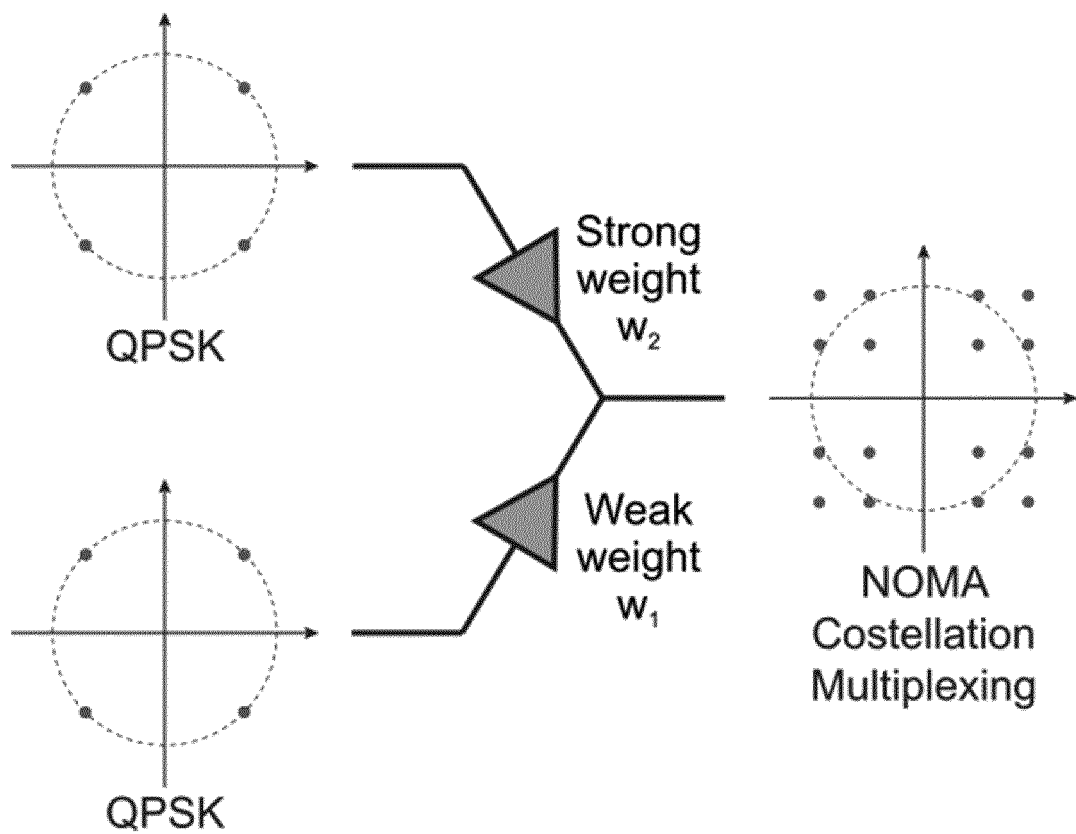 QPSK
Strong
weight
w₂
Weak
weight
w₁
QPSK
NOMA
Costellation
Multiplexing